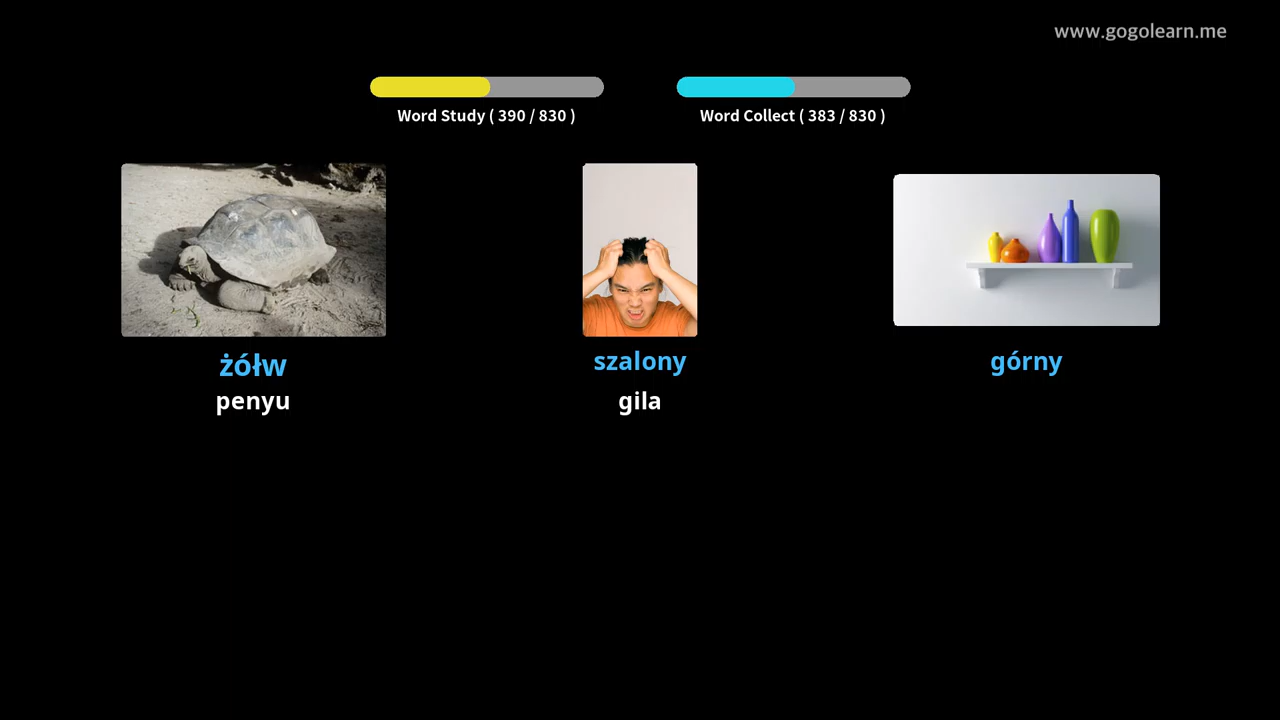 www.gogolearn.me
Word Study ( 390 / 830 )
Word Collect ( 383 / 830 )
żółw
penyu
szalony
gila
górny